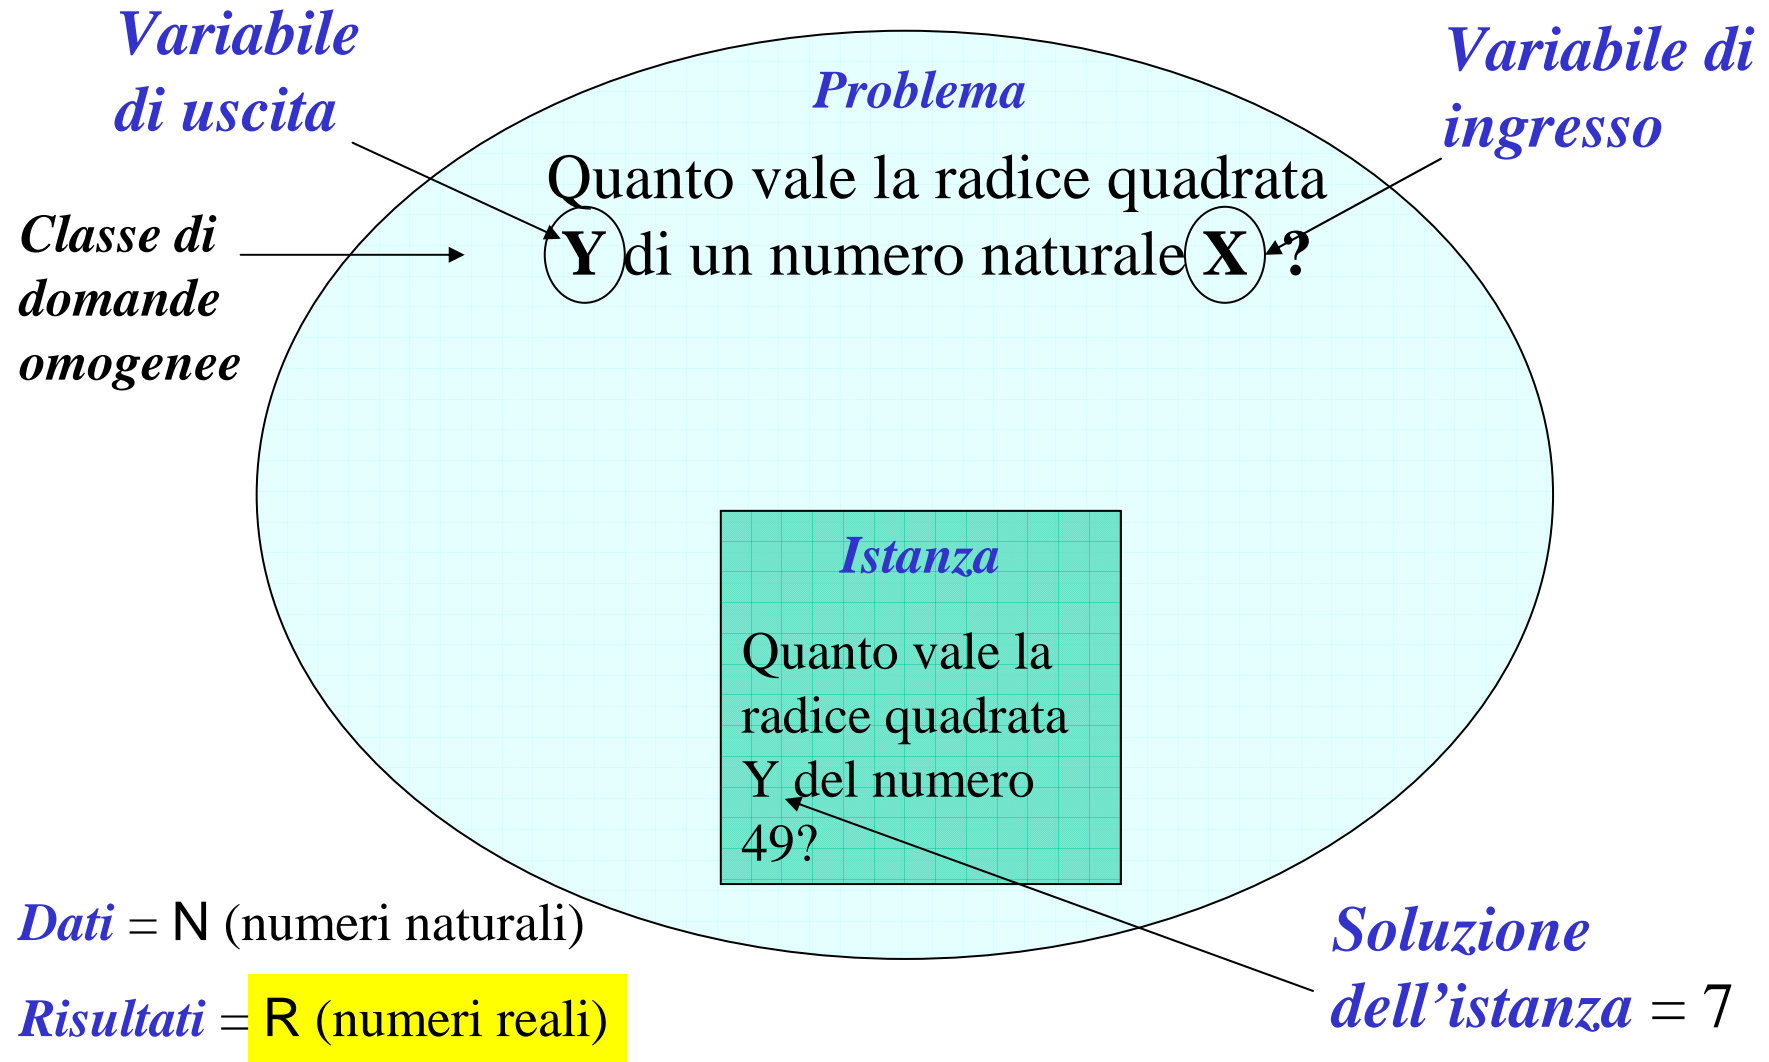 Variabile
di uscita
Problema
Variabile di
ingresso
Quanto vale la radice quadrata
Y di un numero naturale X ?
Classe di
domande
omogenee
Istanza
Quanto vale la
radice quadrata
Y del numero
49?
Dati = N (numeri naturali)
Risultati = R (numeri reali)
Soluzione
dell’istanza = 7